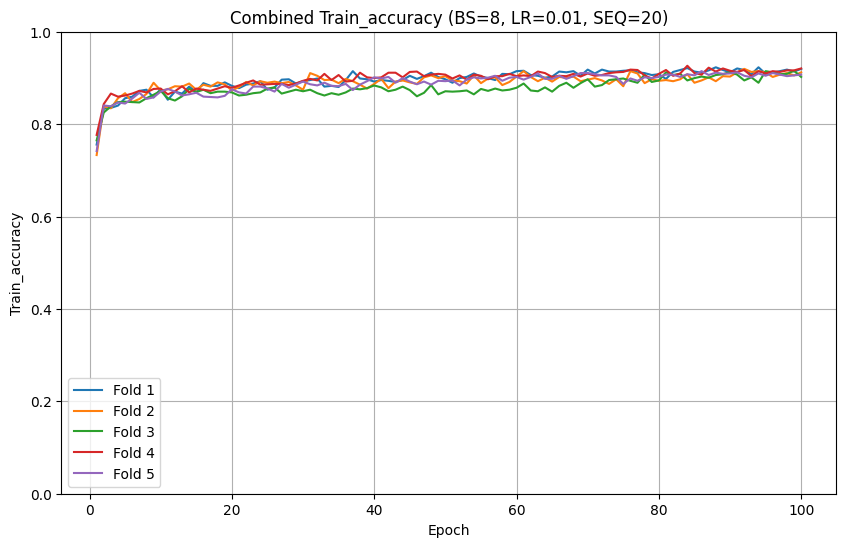 Combined Train_accuracy (BS=8, LR=0.01, SEQ=20)
Train_accuracy
1.0
0.8
0.6
0.4
0.2
0.0
Fold 1
Fold 2
Fold 3
Fold 4
Fold 5
0 20 40 60 80 100
Epoch